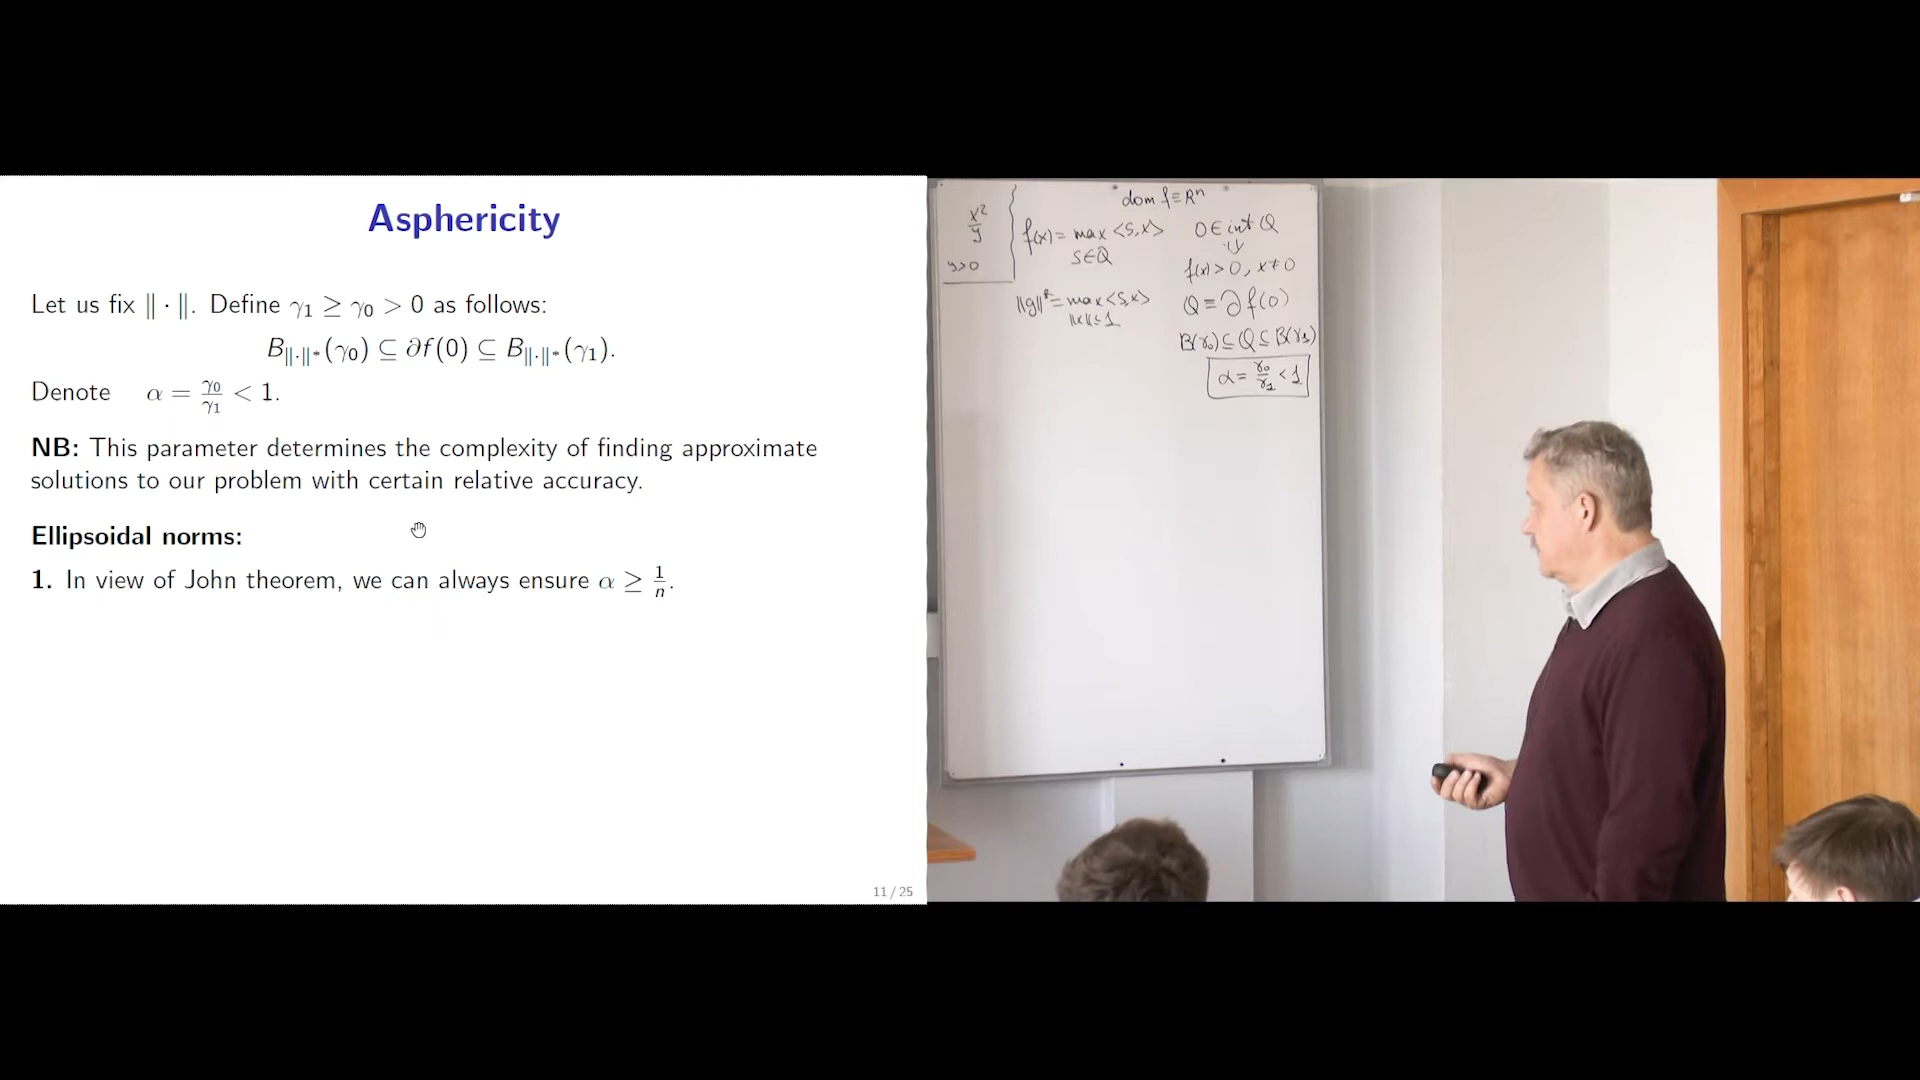 Asphericity
Let us fix ‖ · ‖. Define γ₁ ≥ γ₀ > 0 as follows:
B‖·‖*(γ₀) ⊆ ∂f(0) ⊆ B‖·‖*(γ₁).
Denote α = γ₀/γ₁ < 1.
NB: This parameter determines the complexity of finding approximate
solutions to our problem with certain relative accuracy.
Ellipsoidal norms:
1. In view of John theorem, we can always ensure α ≥ 1/n.
11 / 25
x²/y
y>0
dom f ≡ Rⁿ
f(x) = max <s,x>
s∈Q
‖g‖* = max <s,x>
‖x‖≤1
0 ∈ int Q
⇓
f(x) > 0, x ≠ 0
Q ≡ ∂f(0)
B(γ₀) ⊆ Q ⊆ B(γ₁)
α = γ₀/γ₁ < 1